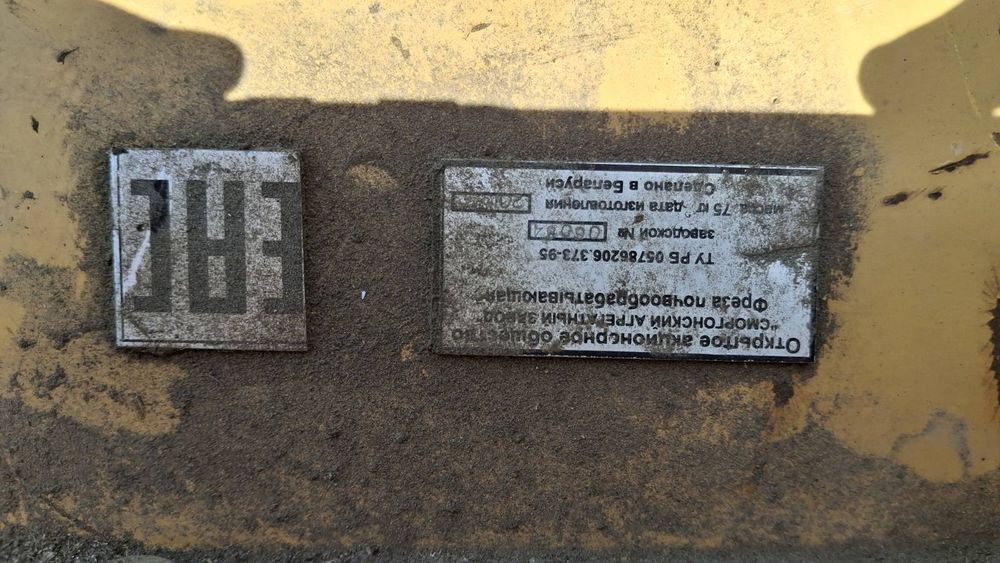 Открытое акционерное общество
"СМОРГОНСКИЙ АГРЕГАТНЫЙ ЗАВОД"
Фреза почвообрабатывающая
ТУ РБ 05786206.373-95
заводской №
масса 75 кг дата изготовления
Сделано в Беларуси
EAC